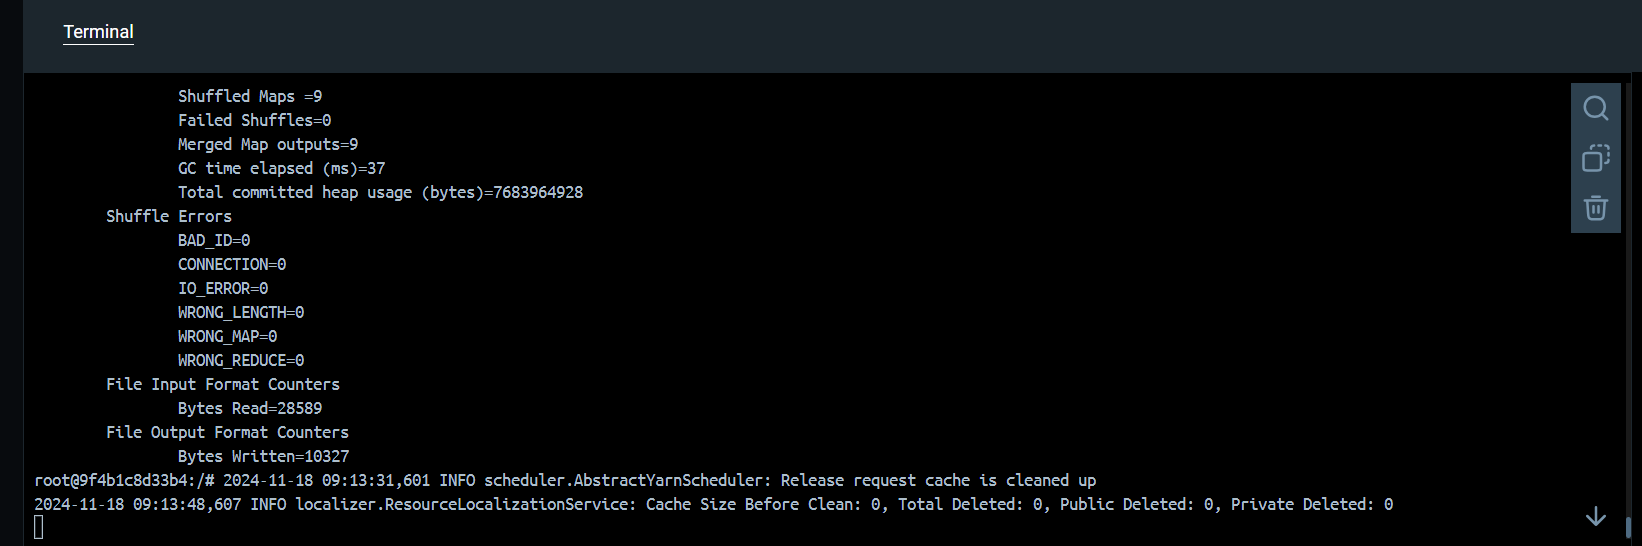 Terminal
Shuffled Maps =9
Failed Shuffles=0
Merged Map outputs=9
GC time elapsed (ms)=37
Total committed heap usage (bytes)=7683964928
Shuffle Errors
BAD_ID=0
CONNECTION=0
IO_ERROR=0
WRONG_LENGTH=0
WRONG_MAP=0
WRONG_REDUCE=0
File Input Format Counters
Bytes Read=28589
File Output Format Counters
Bytes Written=10327
root@9f4b1c8d33b4:/# 2024-11-18 09:13:31,601 INFO scheduler.AbstractYarnScheduler: Release request cache is cleaned up
2024-11-18 09:13:48,607 INFO localizer.ResourceLocalizationService: Cache Size Before Clean: 0, Total Deleted: 0, Public Deleted: 0, Private Deleted: 0